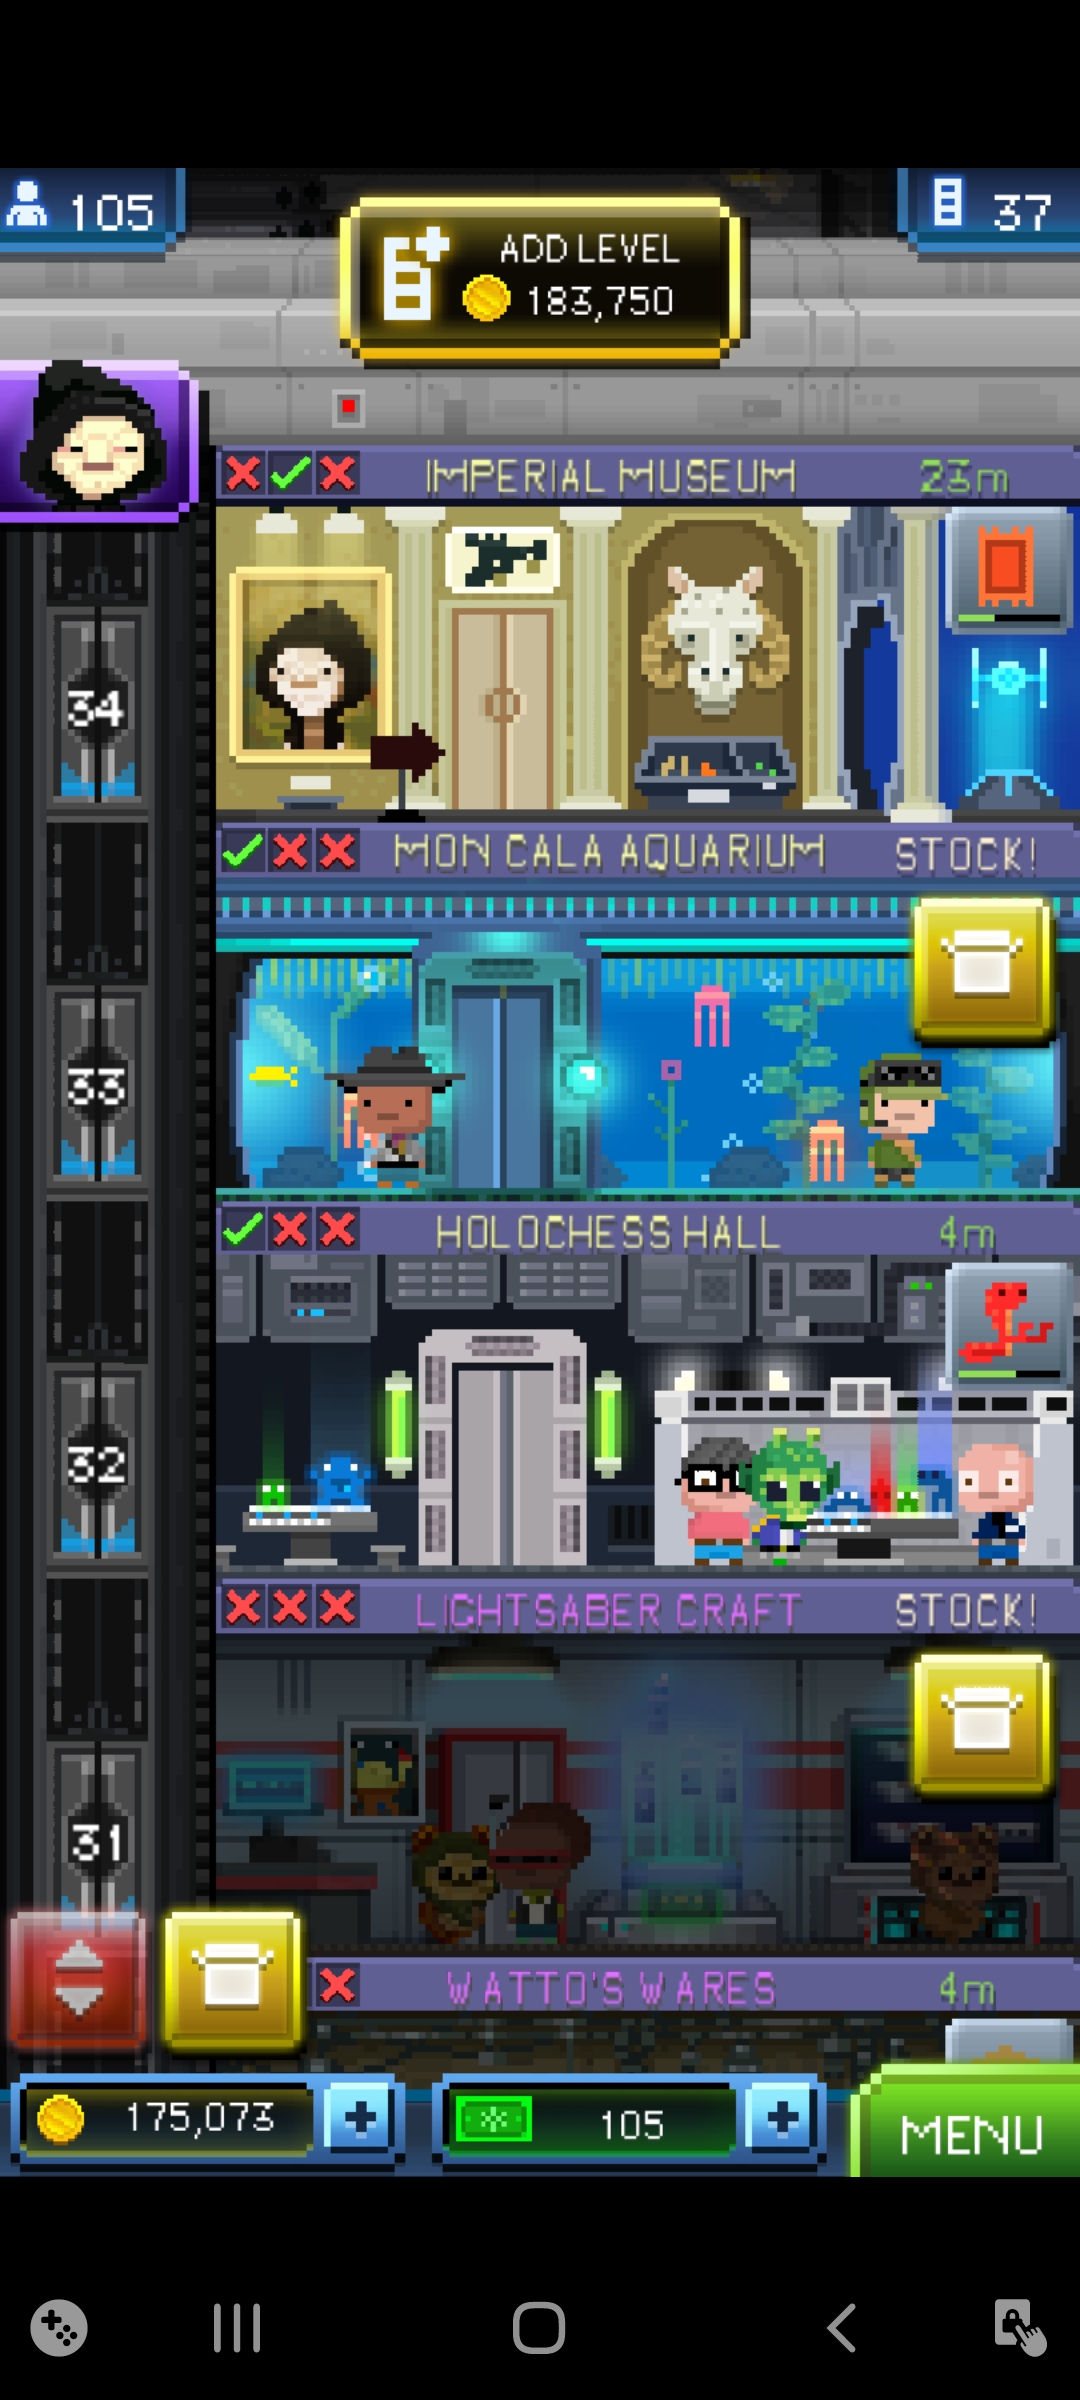 105
37
ADD LEVEL
183,750
IMPERIAL MUSEUM 23m
34
MON CALA AQUARIUM STOCK!
33
HOLOCHESS HALL 4m
32
LIGHTSABER CRAFT STOCK!
31
WATTO'S WARES 4m
175,073
105
MENU